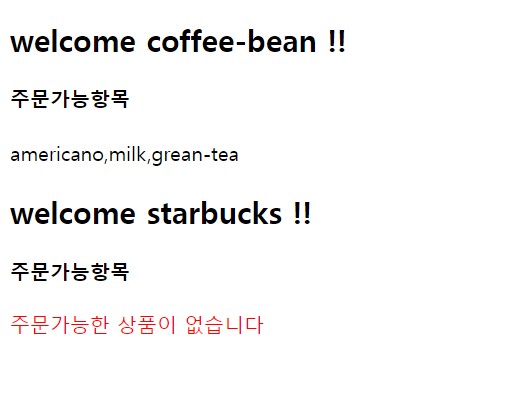 welcome coffee-bean !!
주문가능항목
americano,milk,grean-tea
welcome starbucks !!
주문가능항목
주문가능한 상품이 없습니다